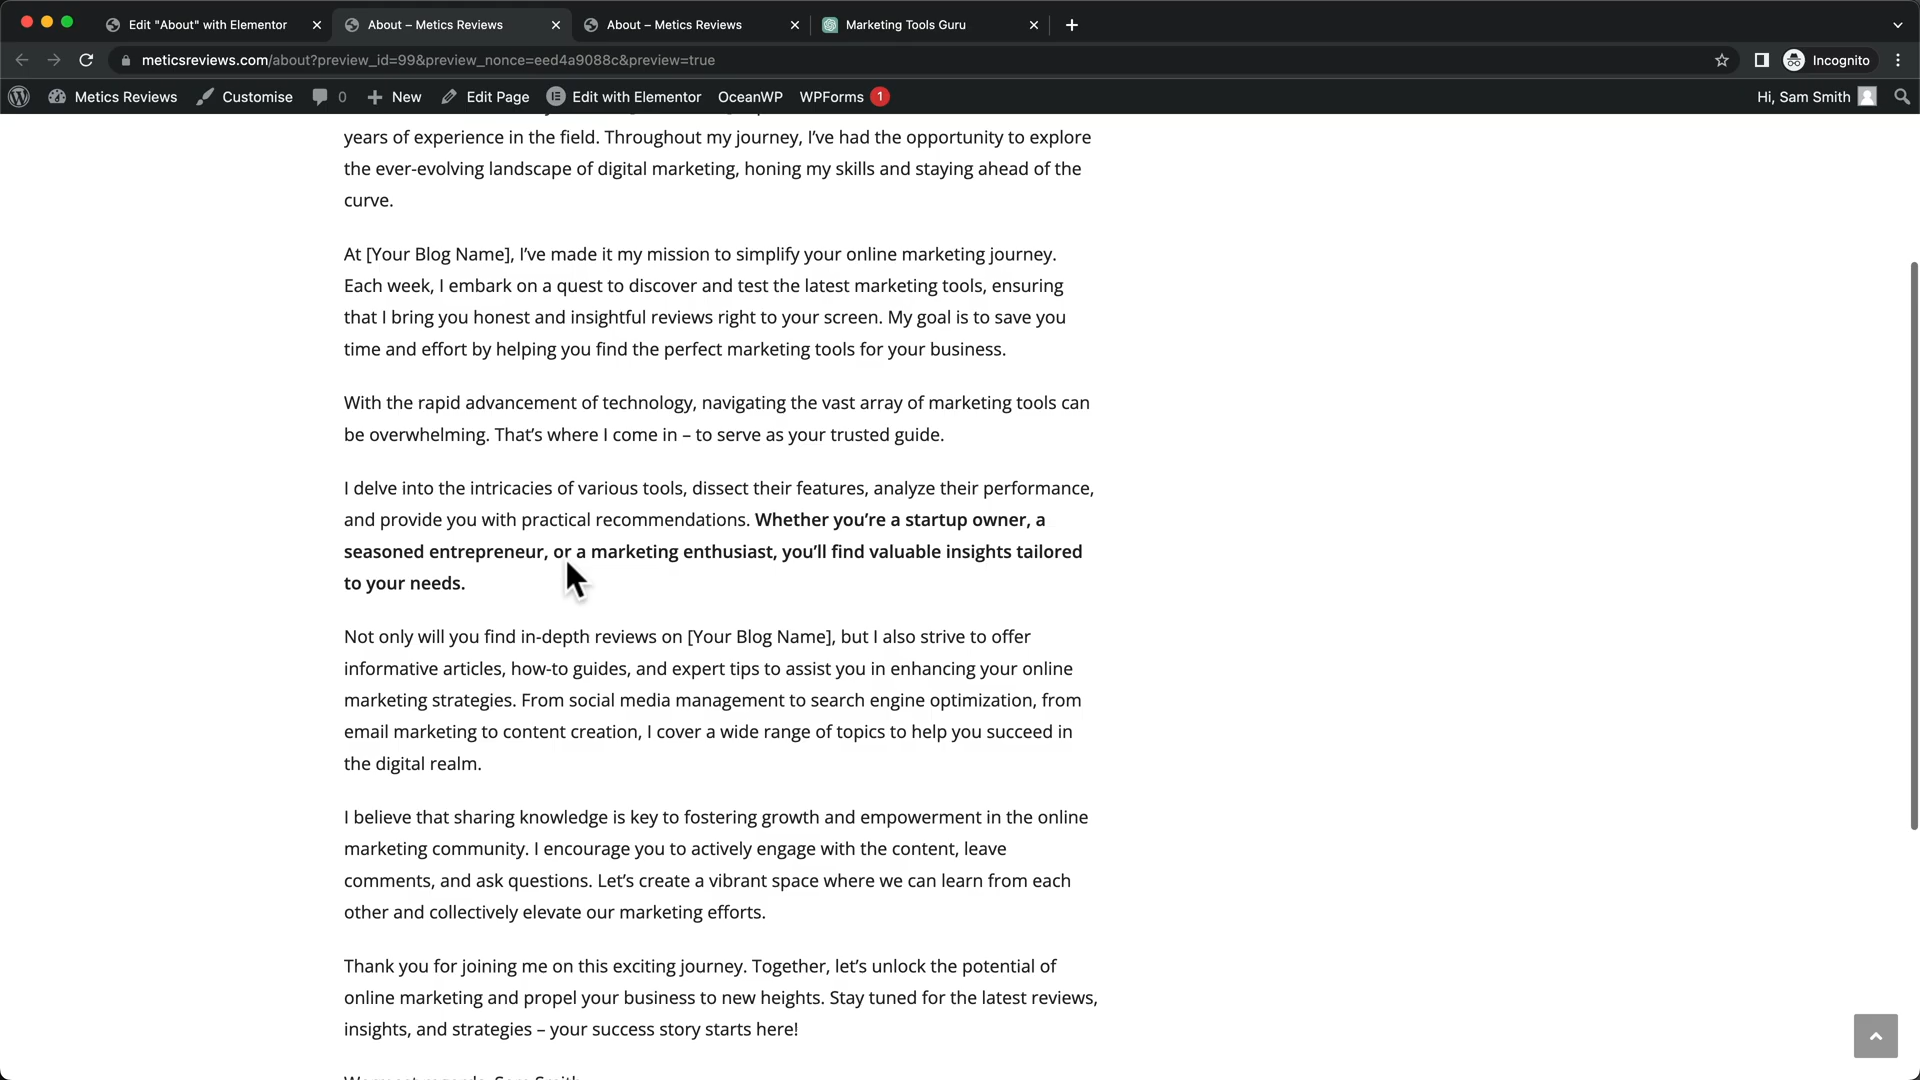 Edit "About" with Elementor
About – Metics Reviews
About – Metics Reviews
Marketing Tools Guru
meticsreviews.com/about?preview_id=99&preview_nonce=eed4a9088c&preview=true
Incognito
Metics Reviews
Customise
0
New
Edit Page
Edit with Elementor
OceanWP
WPForms 1
Hi, Sam Smith
years of experience in the field. Throughout my journey, I've had the opportunity to explore
the ever-evolving landscape of digital marketing, honing my skills and staying ahead of the
curve.
At [Your Blog Name], I've made it my mission to simplify your online marketing journey.
Each week, I embark on a quest to discover and test the latest marketing tools, ensuring
that I bring you honest and insightful reviews right to your screen. My goal is to save you
time and effort by helping you find the perfect marketing tools for your business.
With the rapid advancement of technology, navigating the vast array of marketing tools can
be overwhelming. That's where I come in – to serve as your trusted guide.
I delve into the intricacies of various tools, dissect their features, analyze their performance,
and provide you with practical recommendations. Whether you're a startup owner, a
seasoned entrepreneur, or a marketing enthusiast, you'll find valuable insights tailored
to your needs.
Not only will you find in-depth reviews on [Your Blog Name], but I also strive to offer
informative articles, how-to guides, and expert tips to assist you in enhancing your online
marketing strategies. From social media management to search engine optimization, from
email marketing to content creation, I cover a wide range of topics to help you succeed in
the digital realm.
I believe that sharing knowledge is key to fostering growth and empowerment in the online
marketing community. I encourage you to actively engage with the content, leave
comments, and ask questions. Let's create a vibrant space where we can learn from each
other and collectively elevate our marketing efforts.
Thank you for joining me on this exciting journey. Together, let's unlock the potential of
online marketing and propel your business to new heights. Stay tuned for the latest reviews,
insights, and strategies – your success story starts here!